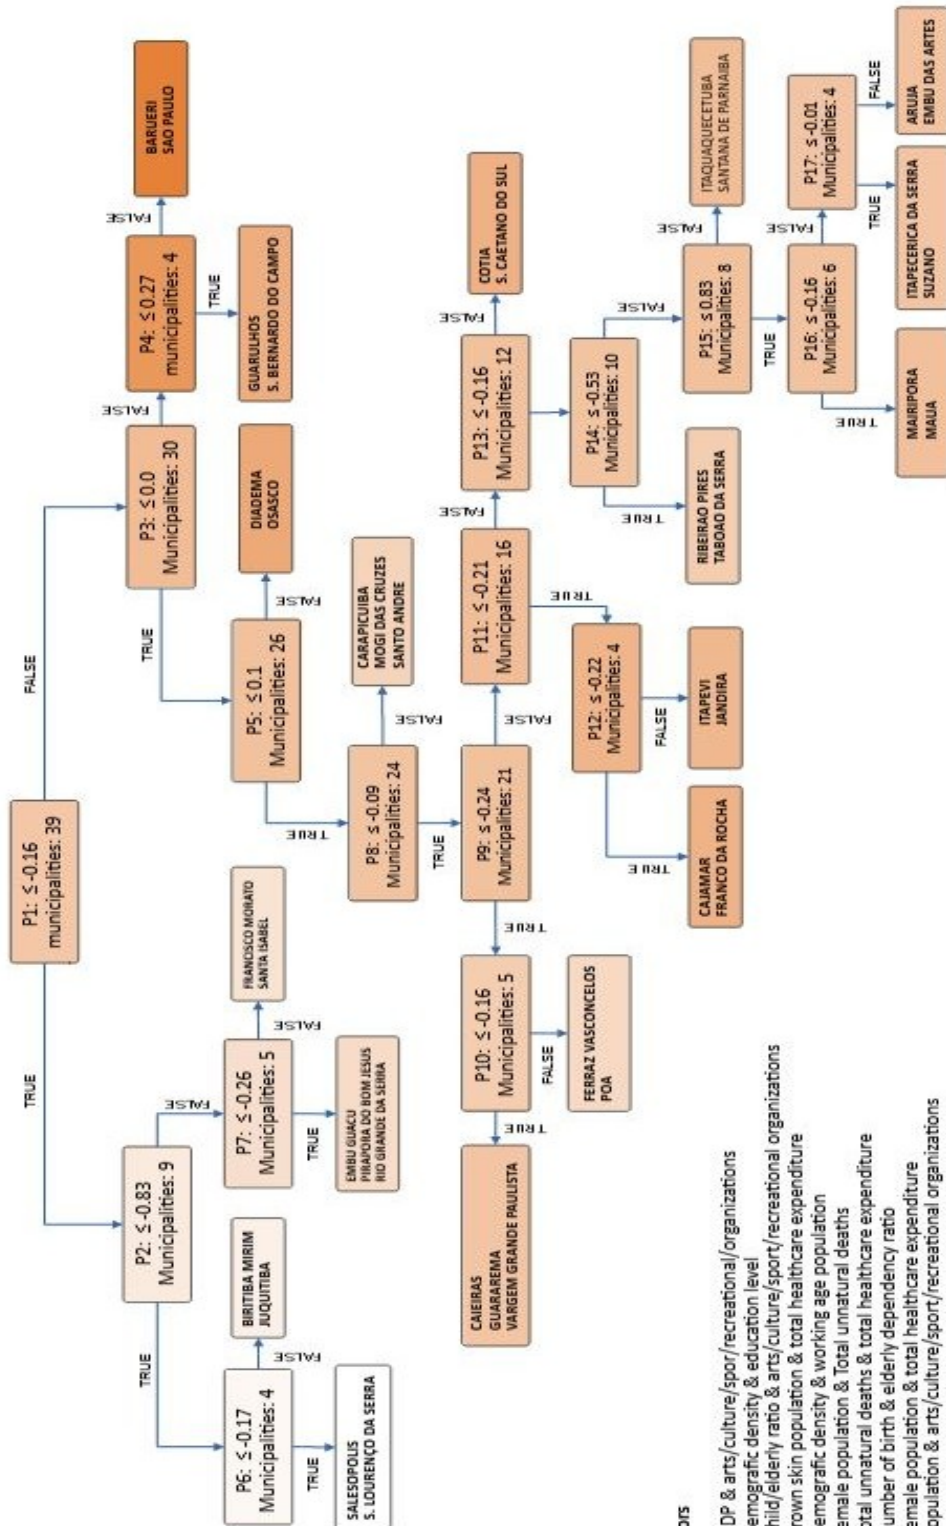 P1: ≤ -0.16
municipalities: 39
TRUE
FALSE
P2: ≤ -0.83
Municipalities: 9
TRUE
FALSE
P6: ≤ -0.17
Municipalities: 4
FALSE
BIRITIBA MIRIM
JUQUITIBA
TRUE
SALESOPOLIS
S. LOURENÇO DA SERRA
P7: ≤ -0.26
Municipalities: 5
FALSE
FRANCISCO MORATO
SANTA ISABEL
TRUE
EMBU GUACU
PIRAPORA DO BOM JESUS
RIO GRANDE DA SERRA
P3: ≤ 0.0
Municipalities: 30
TRUE
FALSE
P4: ≤ 0.27
municipalities: 4
FALSE
BARUERI
SAO PAULO
TRUE
GUARULHOS
S. BERNARDO DO CAMPO
P5: ≤ 0.1
Municipalities: 26
FALSE
DIADEMA
OSASCO
TRUE
P8: ≤ -0.09
Municipalities: 24
FALSE
CARAPICUIBA
MOGI DAS CRUZES
SANTO ANDRE
TRUE
P9: ≤ -0.24
Municipalities: 21
TRUE
FALSE
P10: ≤ -0.16
Municipalities: 5
TRUE
CAIEIRAS
GUARAREMA
VARGEM GRANDE PAULISTA
FALSE
FERRAZ VASCONCELOS
POA
P11: ≤ -0.21
Municipalities: 16
FALSE
TRUE
P12: ≤ -0.22
Municipalities: 4
TRUE
CAJAMAR
FRANCO DA ROCHA
FALSE
ITAPEVI
JANDIRA
P13: ≤ -0.16
Municipalities: 12
FALSE
COTIA
S. CAETANO DO SUL
P14: ≤ -0.53
Municipalities: 10
TRUE
RIBEIRAO PIRES
TABOAO DA SERRA
FALSE
P15: ≤ 0.83
Municipalities: 8
FALSE
ITAQUAQUECETUBA
SANTANA DE PARNAIBA
TRUE
P16: ≤ -0.16
Municipalities: 6
TRUE
MAIRIPORA
MAUA
FALSE
P17: ≤ -0.01
Municipalities: 4
TRUE
ITAPECERICA DA SERRA
SUZANO
FALSE
ARUJA
EMBU DAS ARTES
ors
DP & arts/culture/spor/recreational/organizations
emografic density & education level
hild/elderly ratio & arts/culture/sport/recreational organizations
rown skin population & total healthcare expenditure
emografic density & working age population
emale population & Total unnatural deaths
otal unnatural deaths & total healthcare expenditure
umber of birth & elderly dependency ratio
emale population & total healthcare expenditure
opulation & arts/culture/sport/recreational organizations